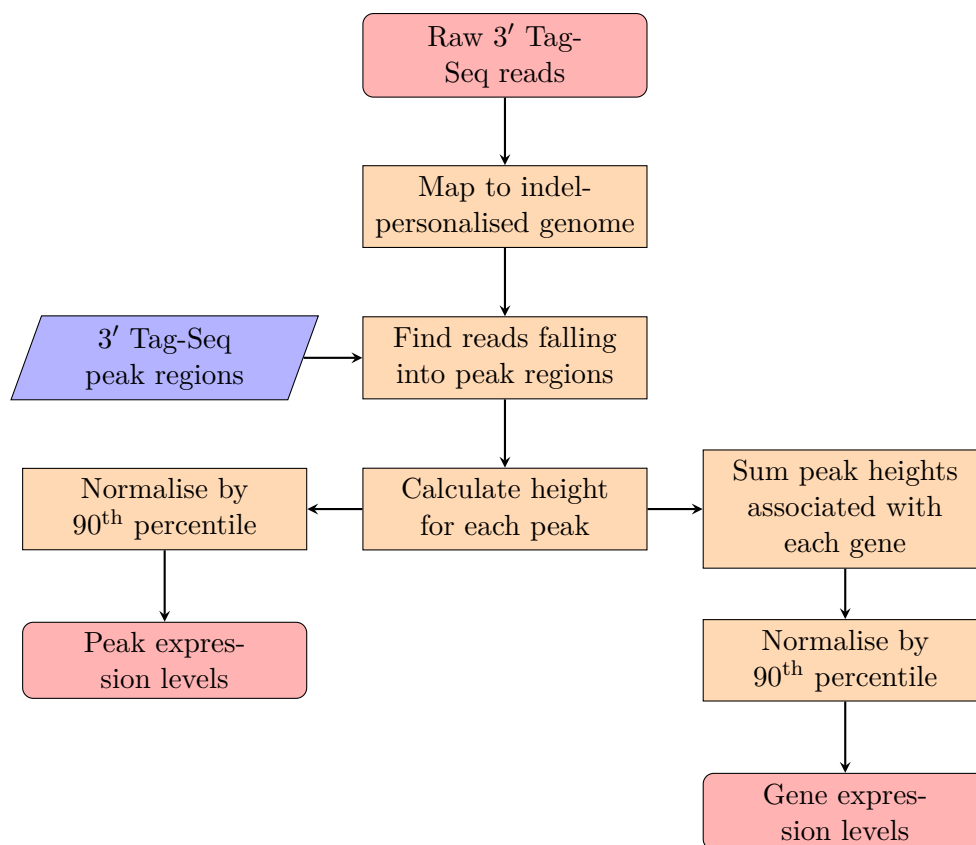 Raw 3′ Tag-
Seq reads
Map to indel-
personalised genome
3′ Tag-Seq
peak regions
Find reads falling
into peak regions
Normalise by
90th percentile
Calculate height
for each peak
Sum peak heights
associated with
each gene
Peak expres-
sion levels
Normalise by
90th percentile
Gene expres-
sion levels